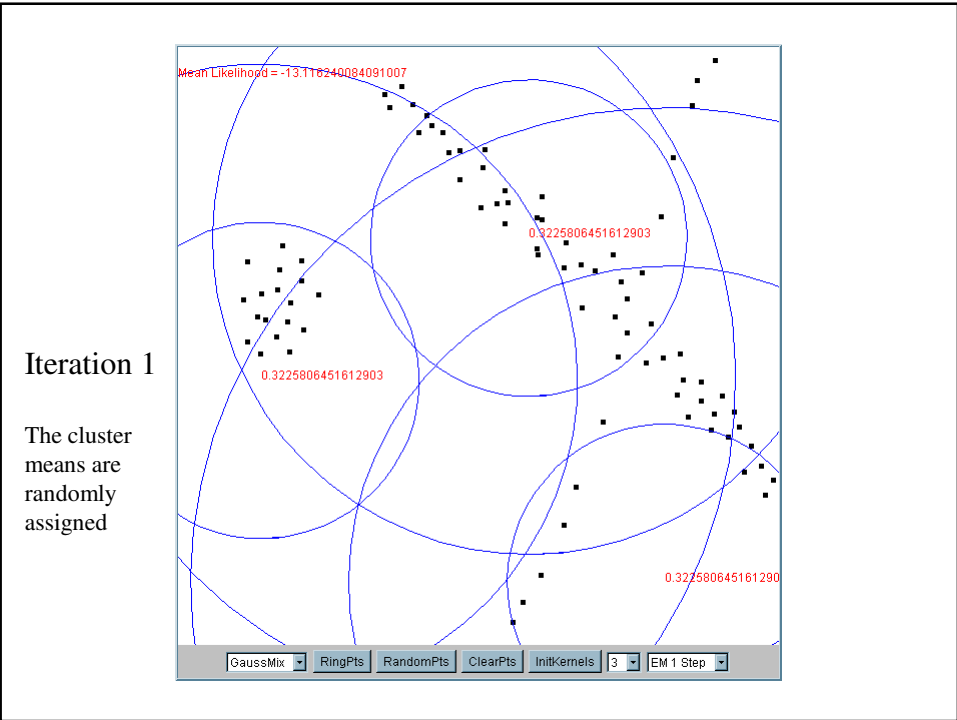 Mean Likelihood = -13.116240084091007
0.3225806451612903
0.3225806451612903
0.322580645161290
Iteration 1
The cluster
means are
randomly
assigned
GaussMix RingPts RandomPts ClearPts InitKernels 3 EM 1 Step